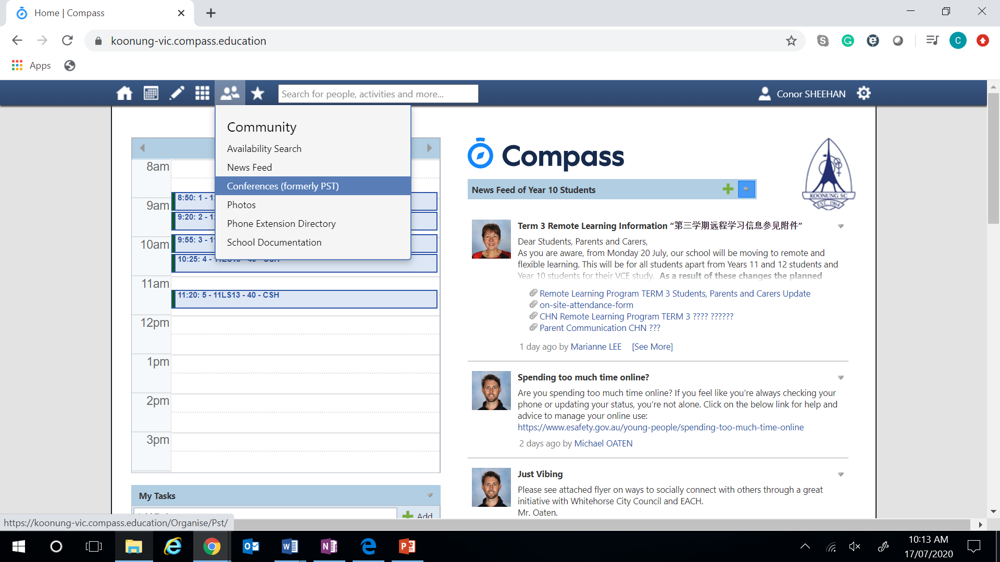 Home | Compass
koonung-vic.compass.education
Apps
Search for people, activities and more...
Conor SHEEHAN
C
Community
Availability Search
News Feed
Conferences (formerly PST)
Photos
Phone Extension Directory
School Documentation
8am
9am
10am
11am
12pm
1pm
2pm
3pm
8:50: 1 - 1
9:20: 2 - 1
9:55: 3 - 1
10:25: 4 -
11:20: 5 - 11LS13 - 40 - CSH
My Tasks
Add
Compass
KOONUNG SC
EST. 1964
News Feed of Year 10 Students
Term 3 Remote Learning Information “第三学期远程学习信息参见附件”
Dear Students, Parents and Carers,
As you are aware, from Monday 20 July, our school will be moving to remote and
flexible learning. This will be for all students apart from Years 11 and 12 students and
Year 10 students for their VCE study. As a result of these changes the planned
Remote Learning Program TERM 3 Students, Parents and Carers Update
on-site-attendance-form
CHN Remote Learning Program TERM 3 ???? ??????
Parent Communication CHN ???
1 day ago by Marianne LEE [See More]
Spending too much time online?
Are you spending too much time online? If you feel like you’re always checking your
phone or updating your status, you’re not alone. Click on the below link for help and
advice to manage your online use:
https://www.esafety.gov.au/young-people/spending-too-much-time-online
2 days ago by Michael OATEN
Just Vibing
Please see attached flyer on ways to socially connect with others through a great
initiative with Whitehorse City Council and EACH.
Mr. Oaten.
https://koonung-vic.compass.education/Organise/Pst/
10:13 AM
17/07/2020